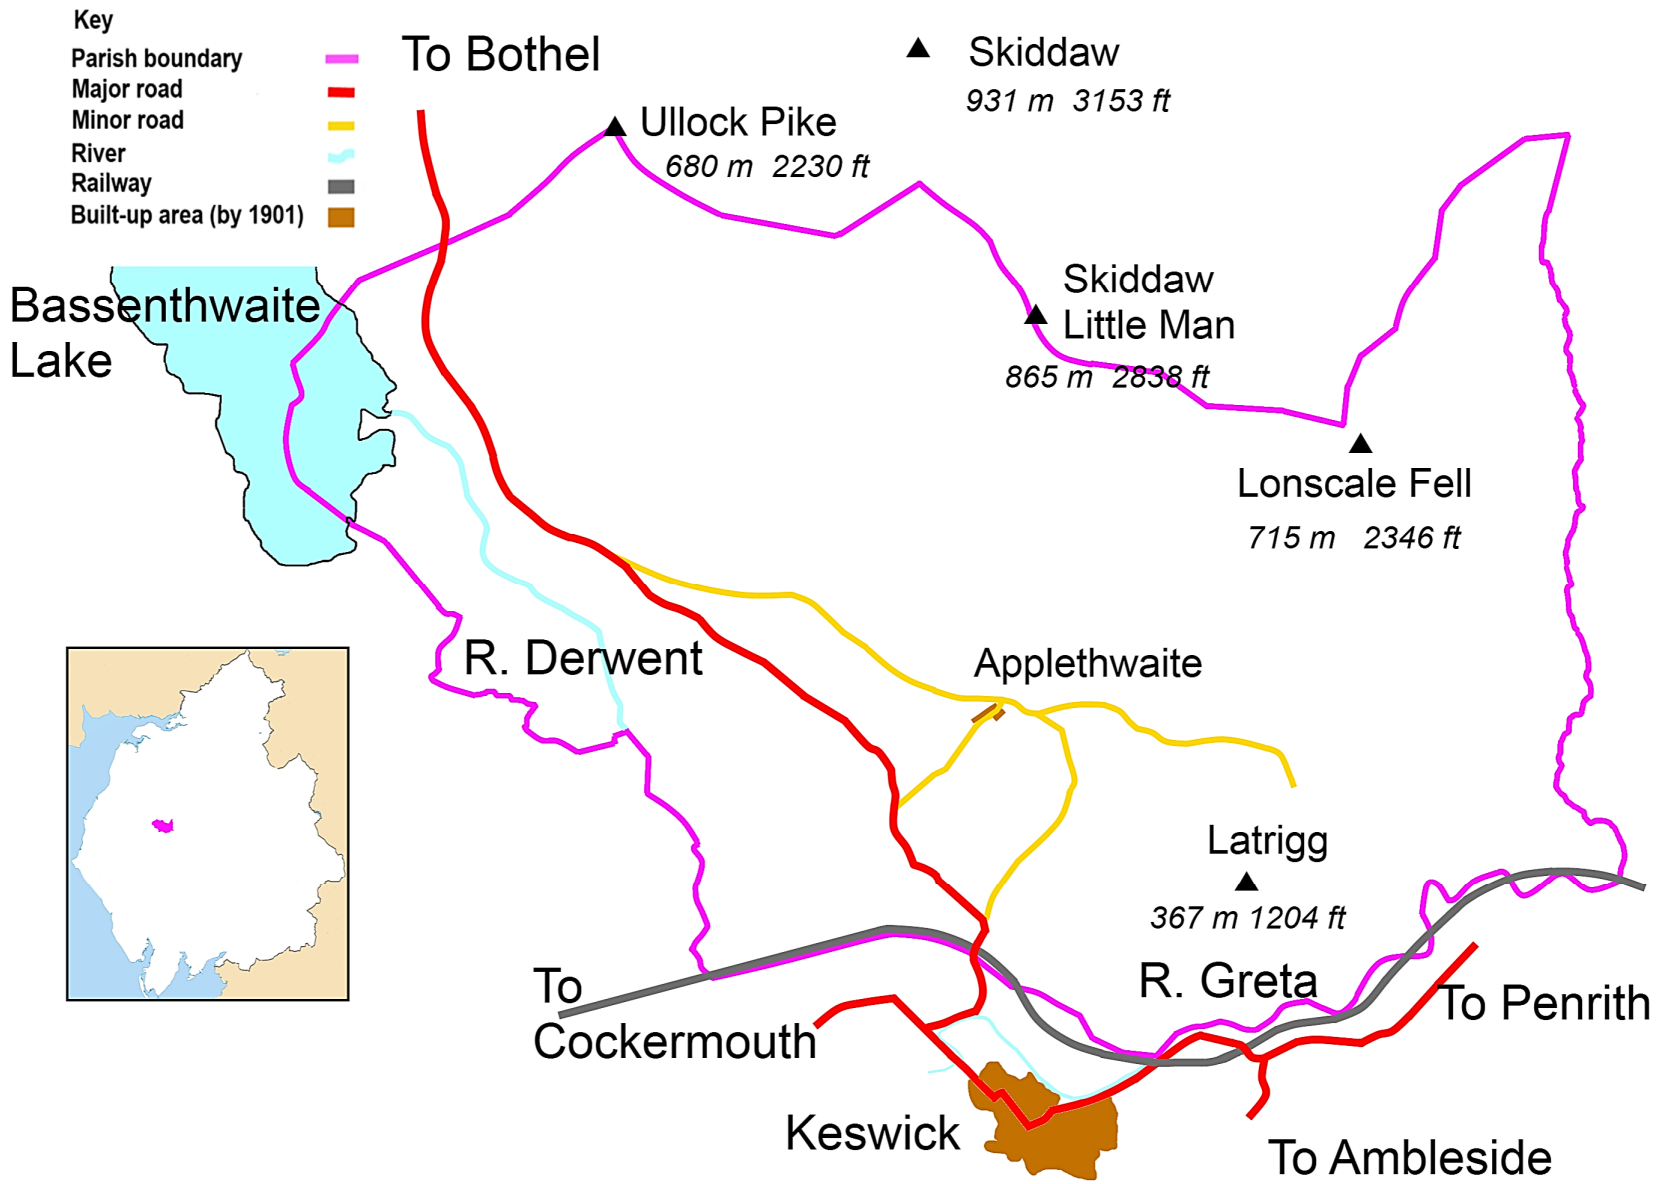 Key
Parish boundary
Major road
Minor road
River
Railway
Built-up area (by 1901)
To Bothel
Skiddaw
931 m 3153 ft
Ullock Pike
680 m 2230 ft
Bassenthwaite
Lake
Skiddaw
Little Man
865 m 2838 ft
Lonscale Fell
715 m 2346 ft
R. Derwent
Applethwaite
Latrigg
367 m 1204 ft
R. Greta
To
Cockermouth
To Penrith
Keswick
To Ambleside